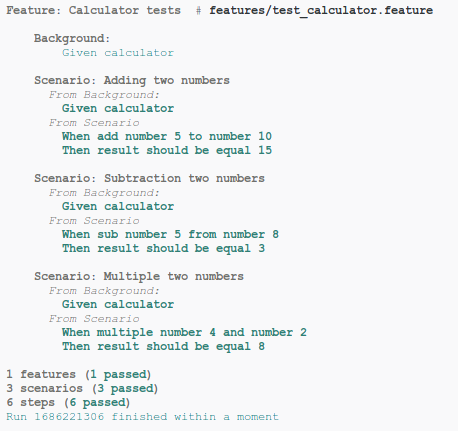 Feature: Calculator tests # features/test_calculator.feature
Background:
Given calculator
Scenario: Adding two numbers
From Background:
Given calculator
From Scenario
When add number 5 to number 10
Then result should be equal 15
Scenario: Subtraction two numbers
From Background:
Given calculator
From Scenario
When sub number 5 from number 8
Then result should be equal 3
Scenario: Multiple two numbers
From Background:
Given calculator
From Scenario
When multiple number 4 and number 2
Then result should be equal 8
1 features (1 passed)
3 scenarios (3 passed)
6 steps (6 passed)
Run 1686221306 finished within a moment